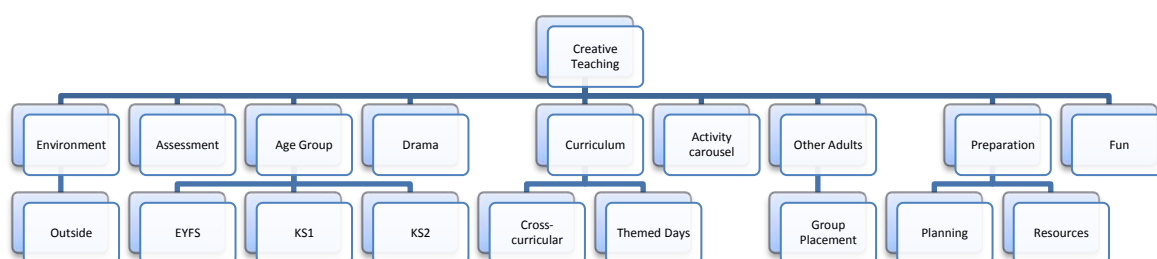 Creative
Teaching
Environment
Assessment
Age Group
Drama
Curriculum
Activity
carousel
Other Adults
Preparation
Fun
Outside
EYFS
KS1
KS2
Cross-
curricular
Themed Days
Group
Placement
Planning
Resources